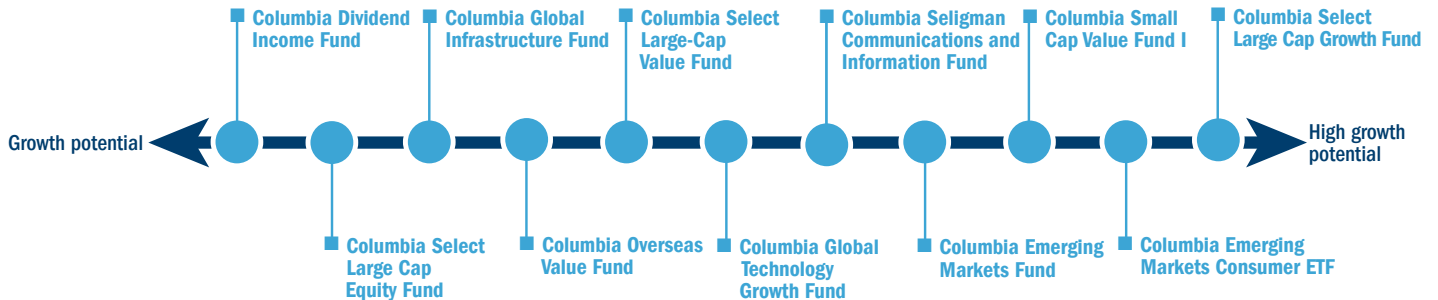 Columbia Dividend
Income Fund
Columbia Global
Infrastructure Fund
Columbia Select
Large-Cap
Value Fund
Columbia Seligman
Communications and
Information Fund
Columbia Small
Cap Value Fund I
Columbia Select
Large Cap Growth Fund
Growth potential
High growth
potential
Columbia Select
Large Cap
Equity Fund
Columbia Overseas
Value Fund
Columbia Global
Technology
Growth Fund
Columbia Emerging
Markets Fund
Columbia Emerging
Markets Consumer ETF